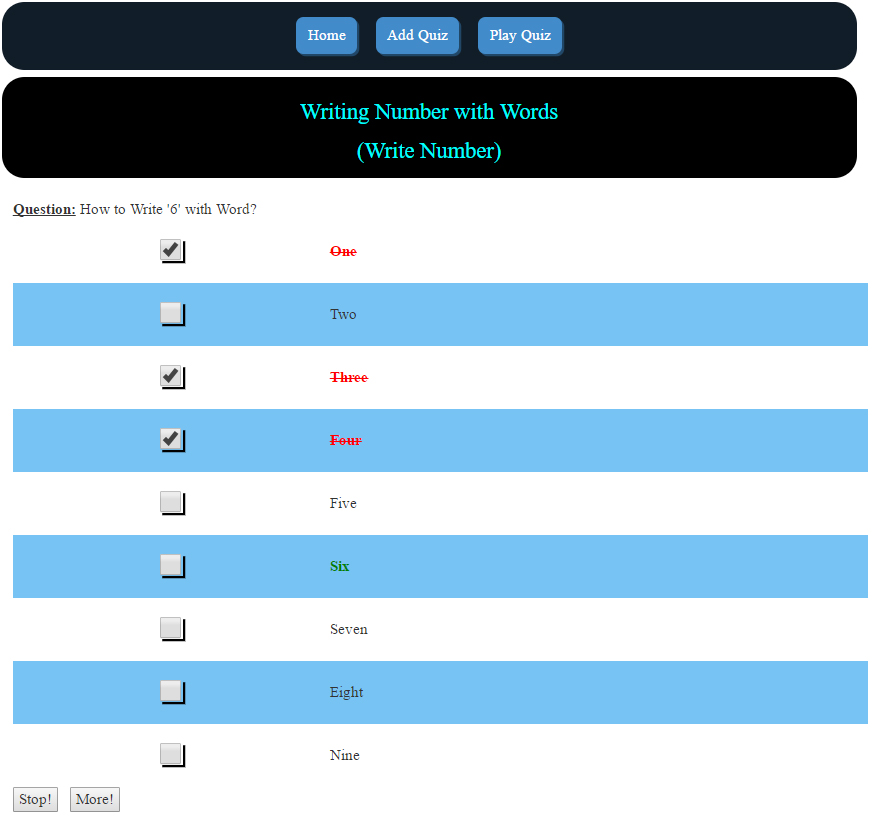 Home Add Quiz Play Quiz
Writing Number with Words
(Write Number)
Question: How to Write '6' with Word?
One
Two
Three
Four
Five
Six
Seven
Eight
Nine
Stop! More!